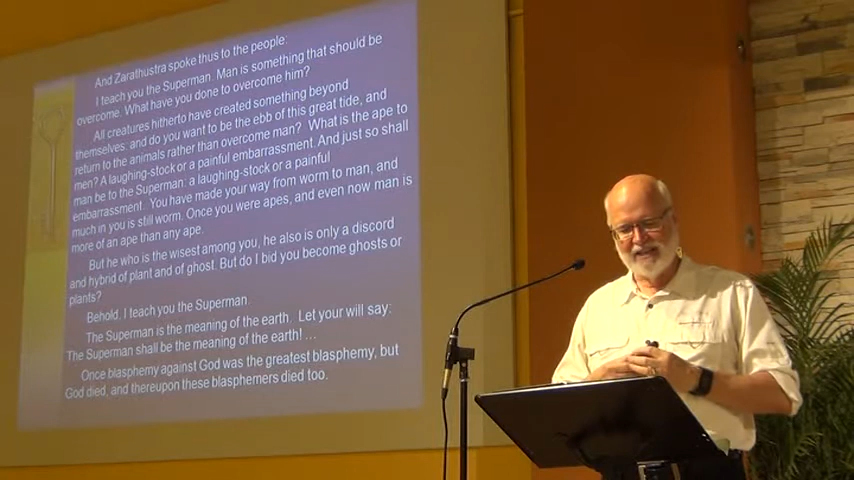 And Zarathustra spoke thus to the people:
I teach you the Superman. Man is something that should be
overcome. What have you done to overcome him?
All creatures hitherto have created something beyond
themselves: and do you want to be the ebb of this great tide, and
return to the animals rather than overcome man? What is the ape to
men? A laughing-stock or a painful embarrassment. And just so shall
man be to the Superman: a laughing-stock or a painful
embarrassment. You have made your way from worm to man, and
much in you is still worm. Once you were apes, and even now man is
more of an ape than any ape.
But he who is the wisest among you, he also is only a discord
and hybrid of plant and of ghost. But do I bid you become ghosts or
plants?
Behold, I teach you the Superman.
The Superman is the meaning of the earth. Let your will say:
The Superman shall be the meaning of the earth! ...
Once blasphemy against God was the greatest blasphemy, but
God died, and thereupon these blasphemers died too.